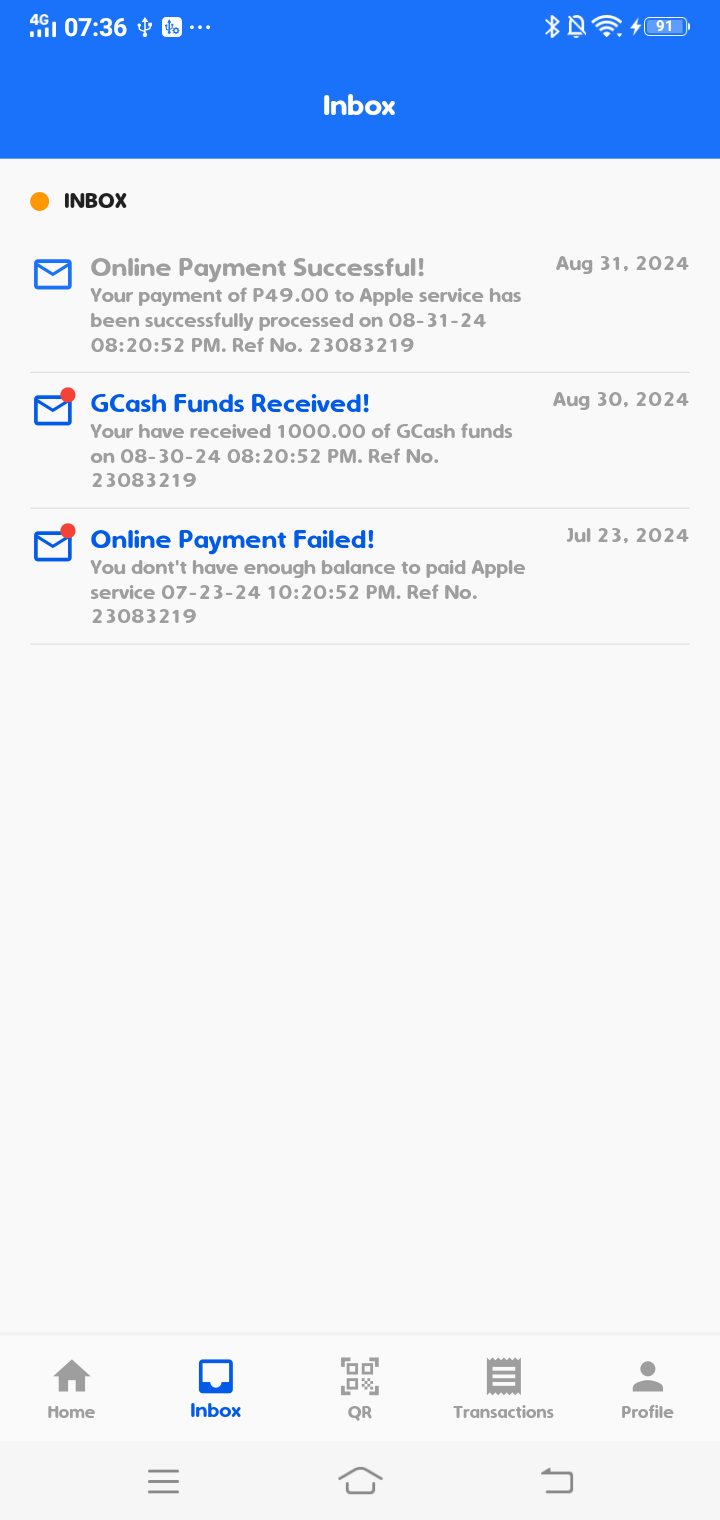 4G 07:36
91
Inbox
INBOX
Online Payment Successful!
Aug 31, 2024
Your payment of P49.00 to Apple service has
been successfully processed on 08-31-24
08:20:52 PM. Ref No. 23083219
GCash Funds Received!
Aug 30, 2024
Your have received 1000.00 of GCash funds
on 08-30-24 08:20:52 PM. Ref No.
23083219
Online Payment Failed!
Jul 23, 2024
You dont't have enough balance to paid Apple
service 07-23-24 10:20:52 PM. Ref No.
23083219
Home
Inbox
QR
Transactions
Profile